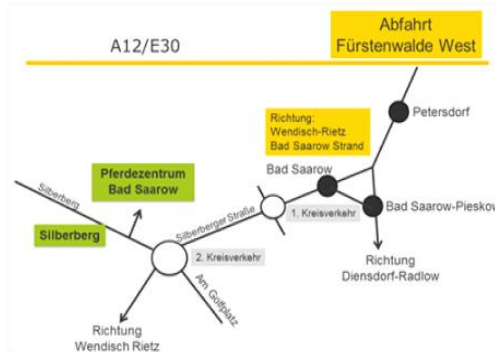 Abfahrt
Fürstenwalde West
A12/E30
Petersdorf
Richtung:
Wendisch-Rietz
Bad Saarow Strand
Bad Saarow
Pferdezentrum
Bad Saarow
Silberberg
Silberberg
Silberberger Straße
1. Kreisverkehr
Bad Saarow-Pieskow
2. Kreisverkehr
Richtung
Diensdorf-Radlow
Am Golfplatz
Richtung
Wendisch Rietz